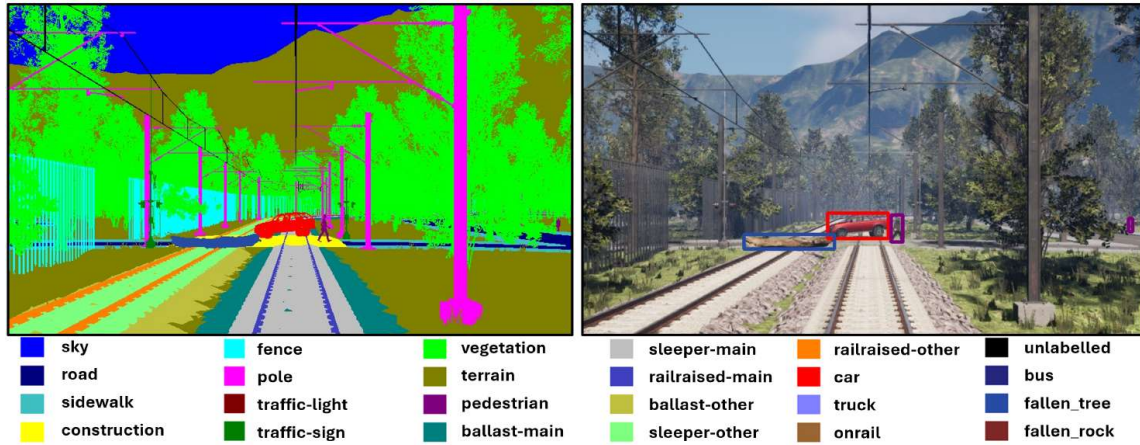 sky fence vegetation sleeper-main railraised-other unlabelled
road pole terrain railraised-main car bus
sidewalk traffic-light pedestrian ballast-other truck fallen_tree
construction traffic-sign ballast-main sleeper-other onrail fallen_rock